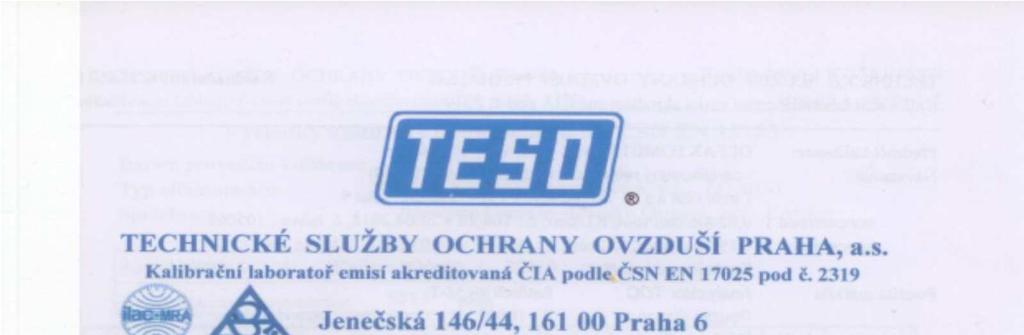 TESO
®
TECHNICKÉ SLUŽBY OCHRANY OVZDUŠÍ PRAHA, a.s.
Kalibrační laboratoř emisí akreditovaná ČIA podle ČSN EN 17025 pod č. 2319
ilac-MRA
Jenečská 146/44, 161 00 Praha 6